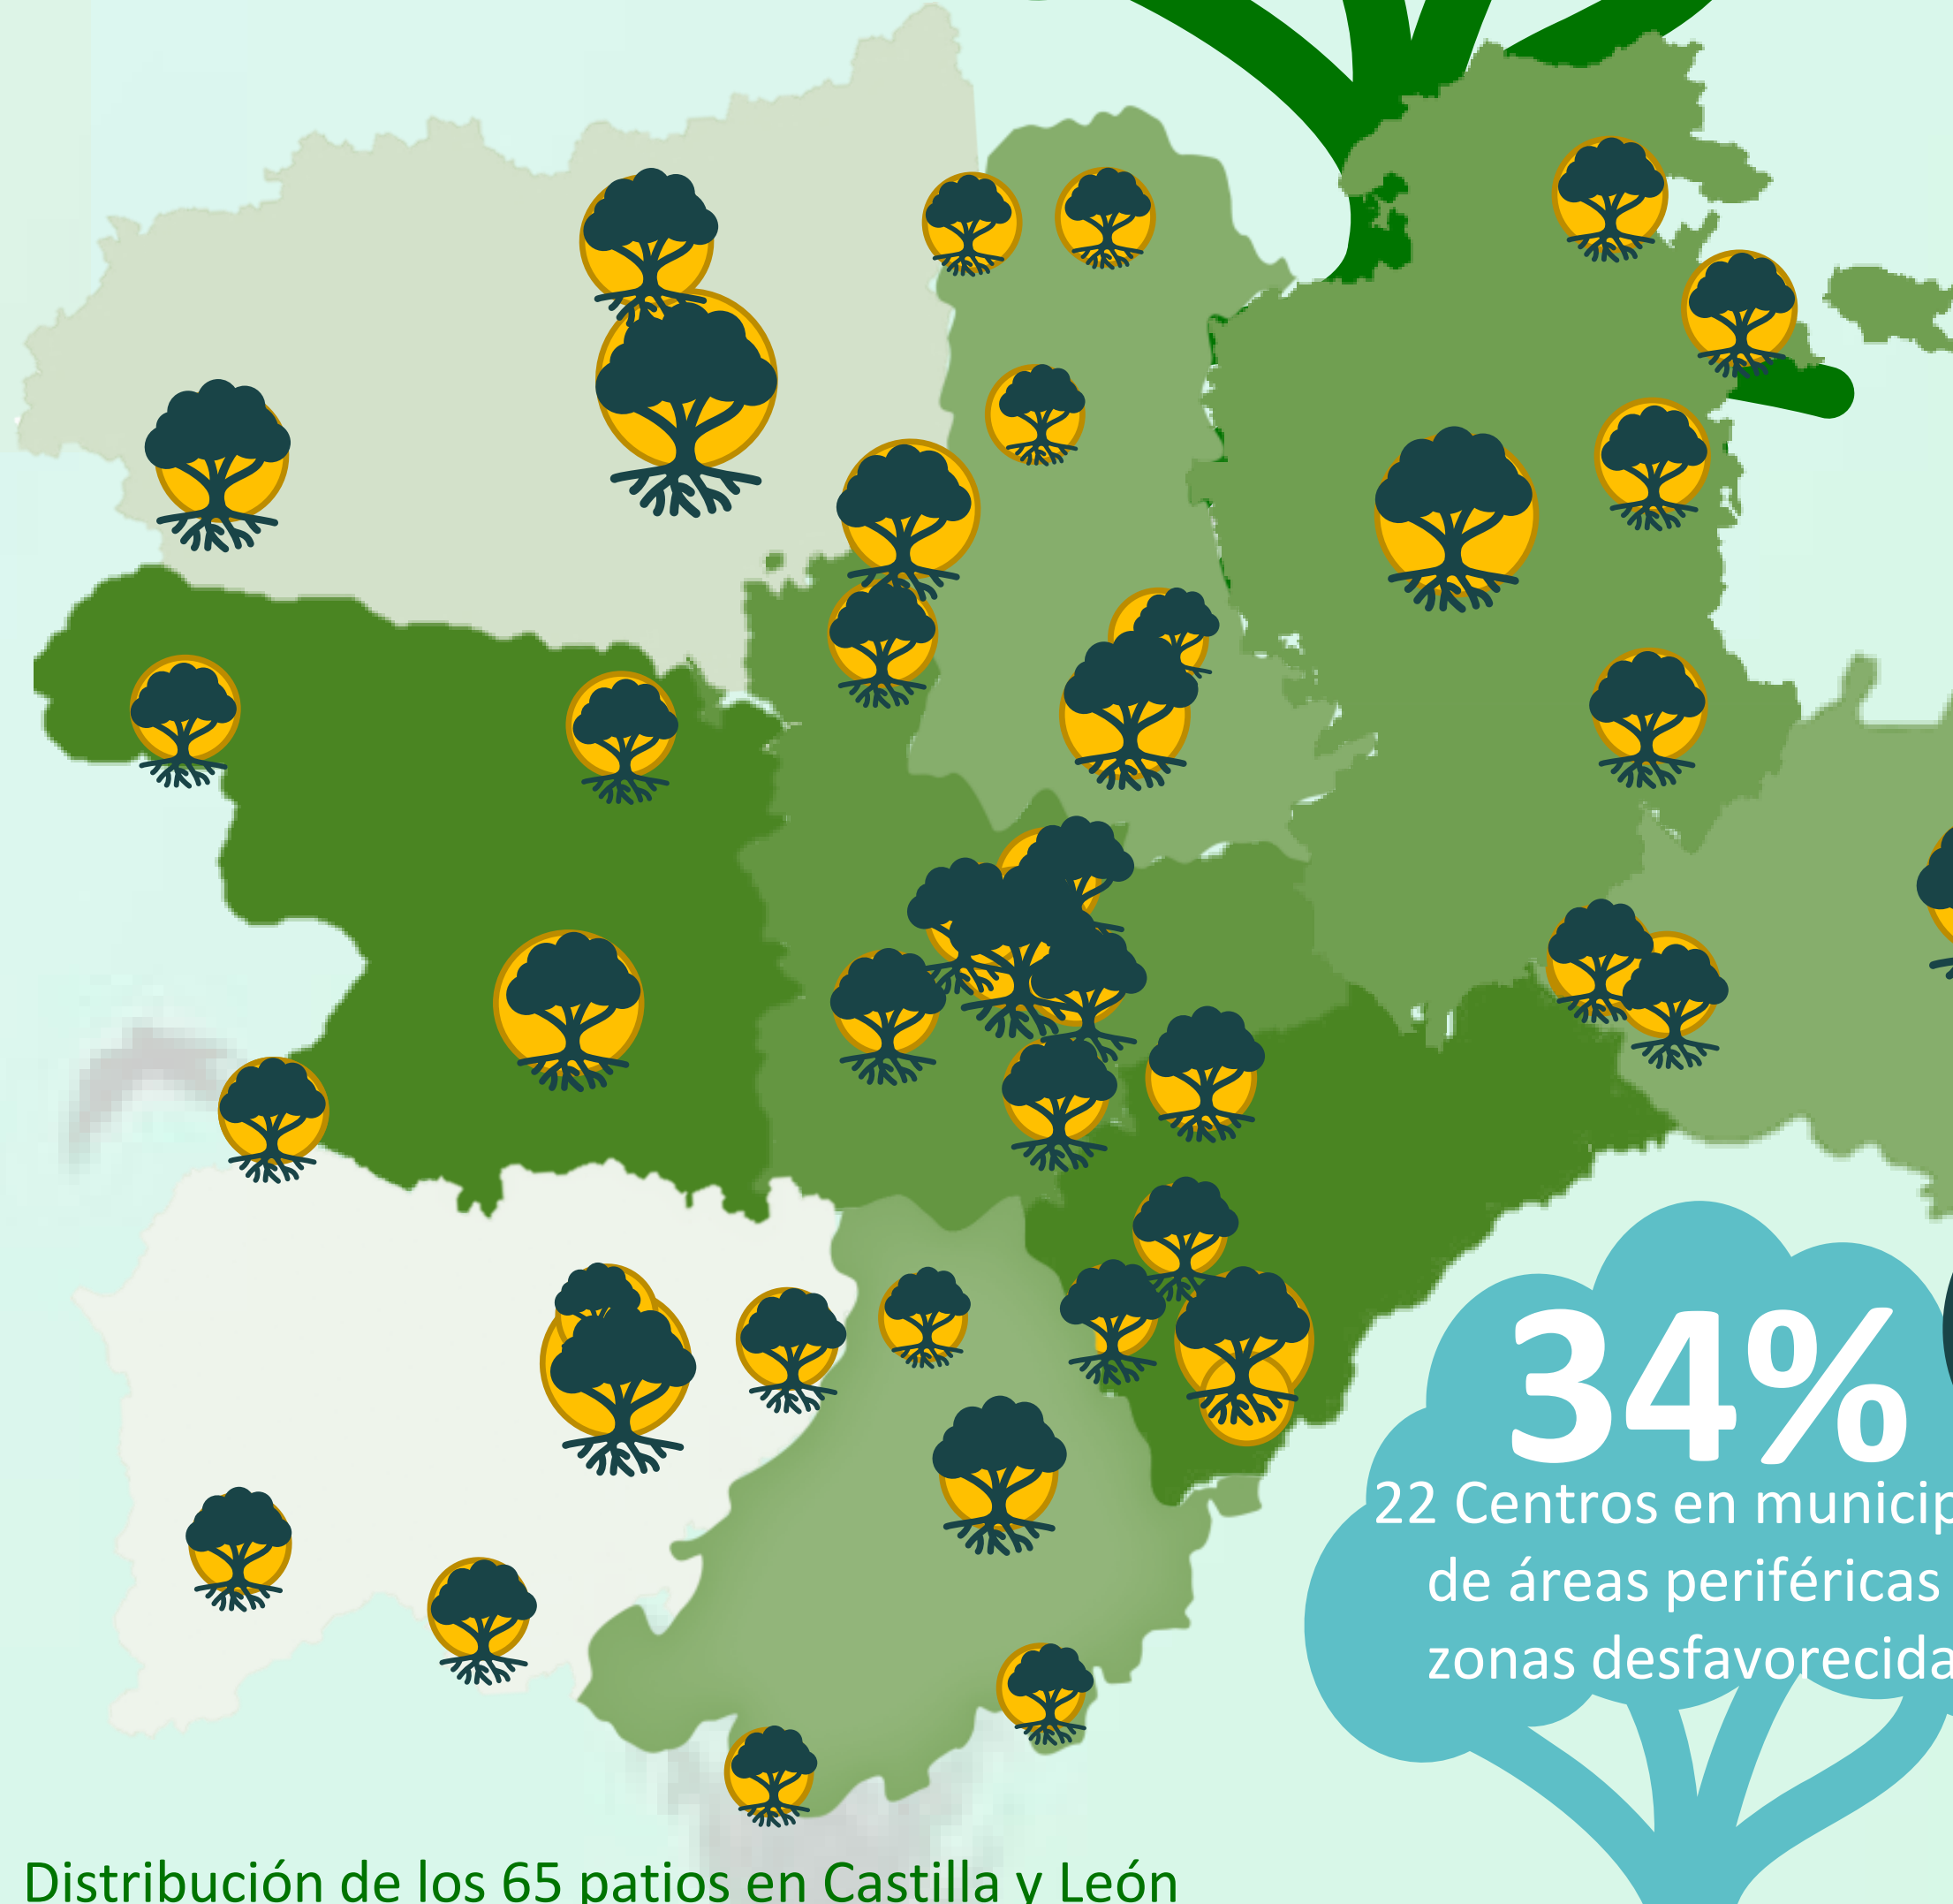 34%
22 Centros en municip
de áreas periféricas
zonas desfavorecida
Distribución de los 65 patios en Castilla y León